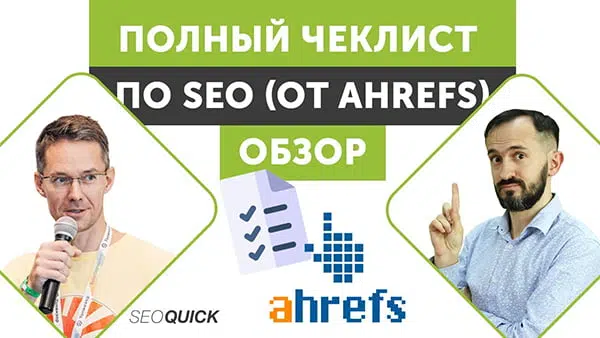 ПОЛНЫЙ ЧЕКЛИСТ
ПО SEO (ОТ AHREFS)
ОБЗОР
SEOQUICK
ahrefs